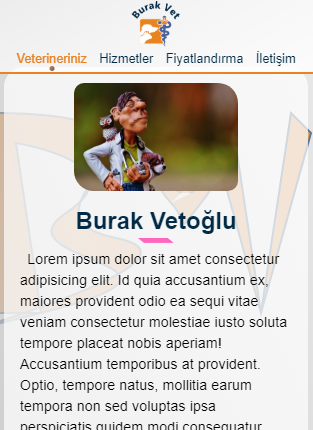 Burak Vet
Veterineriniz Hizmetler Fiyatlandırma İletişim
Burak Vetoğlu
Lorem ipsum dolor sit amet consectetur
adipisicing elit. Id quia accusantium ex,
maiores provident odio ea sequi vitae
veniam consectetur molestiae iusto soluta
tempore placeat nobis aperiam!
Accusantium temporibus at provident.
Optio, tempore natus, mollitia earum
tempora non sed voluptas ipsa
perspiciatis quidem modi consequatur